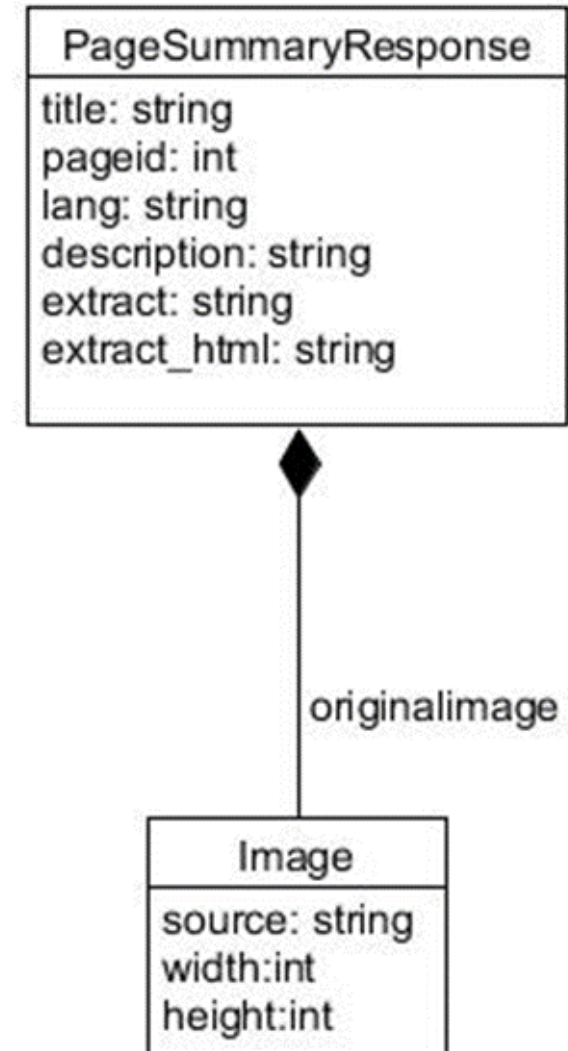 PageSummaryResponse
title: string
pageid: int
lang: string
description: string
extract: string
extract_html: string
originalimage
Image
source: string
width:int
height:int